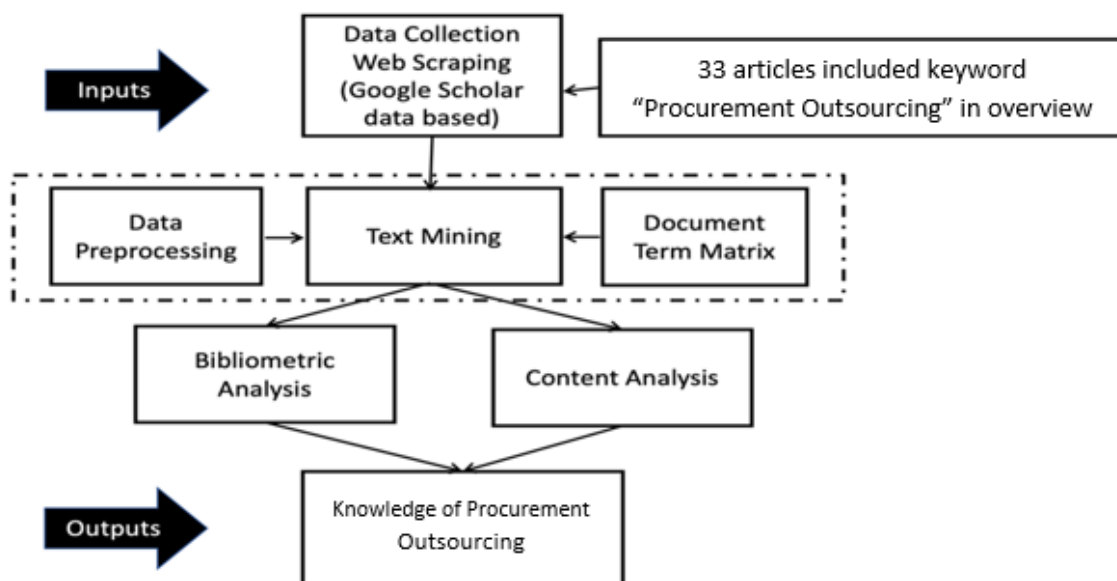 Inputs
Data Collection
Web Scraping
(Google Scholar
data based)
33 articles included keyword
“Procurement Outsourcing” in overview
Data
Preprocessing
Text Mining
Document
Term Matrix
Bibliometric
Analysis
Content Analysis
Outputs
Knowledge of Procurement
Outsourcing